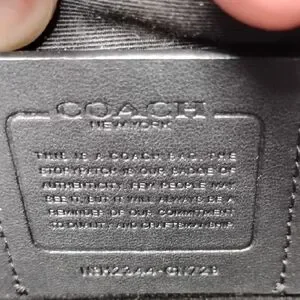 COACH
NEW YORK
THIS IS A COACH BAG. THE
STORYPATCH IS OUR BADGE OF
AUTHENTICITY. FEW PEOPLE MAY
SEE IT, BUT IT WILL ALWAYS BE A
REMINDER OF OUR COMMITMENT
TO QUALITY AND CRAFTSMANSHIP.